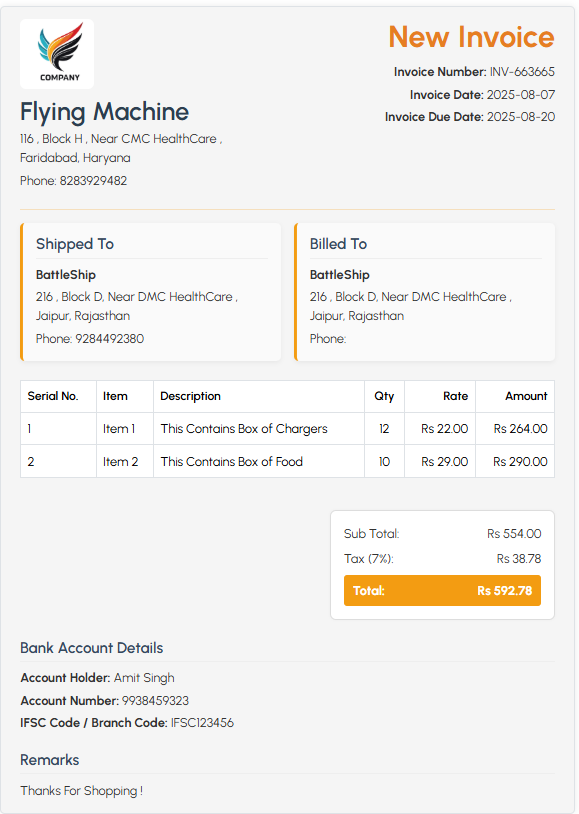 COMPANY
New Invoice
Invoice Number: INV-663665
Invoice Date: 2025-08-07
Invoice Due Date: 2025-08-20
Flying Machine
116 , Block H , Near CMC HealthCare ,
Faridabad, Haryana
Phone: 8283929482
Shipped To
BattleShip
216 , Block D, Near DMC HealthCare ,
Jaipur, Rajasthan
Phone: 9284492380
Billed To
BattleShip
216 , Block D, Near DMC HealthCare ,
Jaipur, Rajasthan
Phone:
Serial No. Item Description Qty Rate Amount
1 Item 1 This Contains Box of Chargers 12 Rs 22.00 Rs 264.00
2 Item 2 This Contains Box of Food 10 Rs 29.00 Rs 290.00
Sub Total: Rs 554.00
Tax (7%): Rs 38.78
Total: Rs 592.78
Bank Account Details
Account Holder: Amit Singh
Account Number: 9938459323
IFSC Code / Branch Code: IFSC123456
Remarks
Thanks For Shopping !